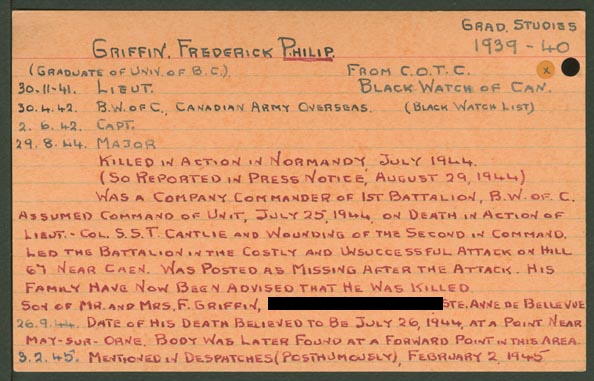 GRAD. STUDIES
GRIFFIN, FREDERICK PHILIP. 1939-40
(GRADUATE OF UNIV. OF B.C.) FROM C.O.T.C. x
30.11-41. LIEUT. BLACK WATCH OF CAN.
30.4.42. B.W. OF C., CANADIAN ARMY OVERSEAS. (BLACK WATCH LIST)
2.6.42. CAPT.
29.8.44. MAJOR
KILLED IN ACTION IN NORMANDY, JULY 1944.
(SO REPORTED IN PRESS NOTICE, AUGUST 29, 1944)
WAS A COMPANY COMMANDER OF 1ST BATTALION, B.W. OF C.
ASSUMED COMMAND OF UNIT, JULY 25, 1944, ON DEATH IN ACTION OF
LIEUT.-COL. S.S.T. CANTLIE AND WOUNDING OF THE SECOND IN COMMAND.
LED THE BATTALION IN THE COSTLY AND UNSUCCESSFUL ATTACK ON HILL
67 NEAR CAEN. WAS POSTED AS MISSING AFTER THE ATTACK. HIS
FAMILY HAVE NOW BEEN ADVISED THAT HE WAS KILLED.
SON OF MR. AND MRS. F. GRIFFIN, STE. ANNE DE BELLEVUE
26.9.44. DATE OF HIS DEATH BELIEVED TO BE JULY 26, 1944, AT A POINT NEAR
MAY-SUR-ORNE. BODY WAS LATER FOUND AT A FORWARD POINT IN THIS AREA.
3.2.45. MENTIONED IN DESPATCHES (POSTHUMOUSLY), FEBRUARY 2, 1945